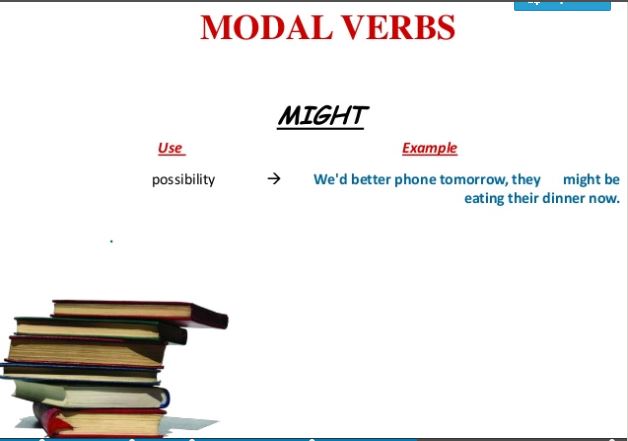 MODAL VERBS
MIGHT
Use Example
possibility → We'd better phone tomorrow, they might be
eating their dinner now.